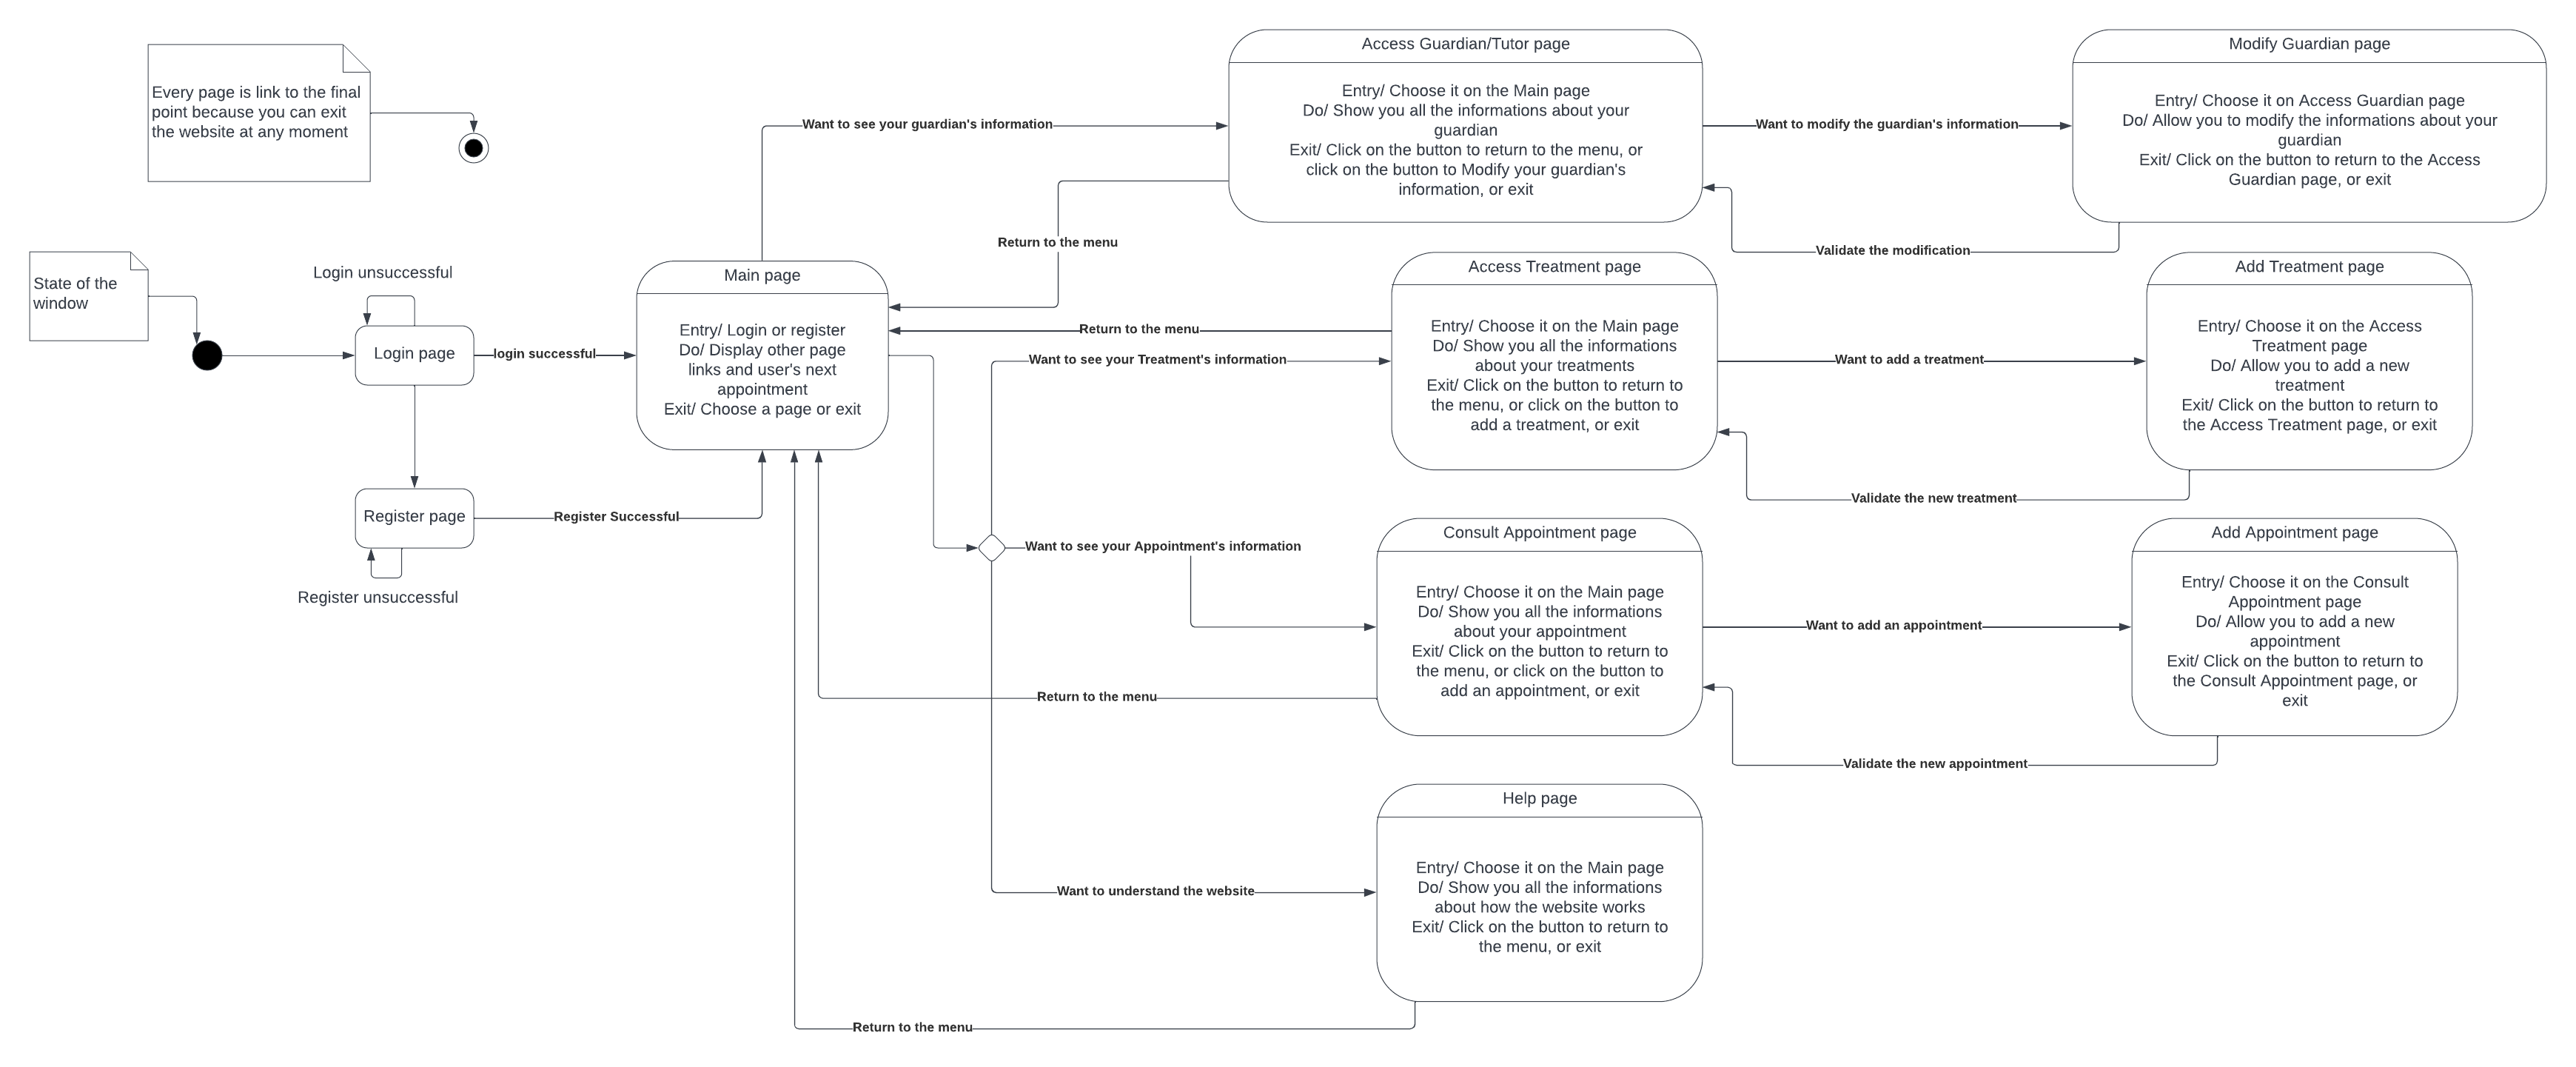 Every page is link to the final
point because you can exit
the website at any moment
State of the
window
Login unsuccessful
Login page
login successful
Register page
Register Successful
Register unsuccessful
Main page
Entry/ Login or register
Do/ Display other page
links and user's next
appointment
Exit/ Choose a page or exit
Want to see your guardian's information
Return to the menu
Access Guardian/Tutor page
Entry/ Choose it on the Main page
Do/ Show you all the informations about your
guardian
Exit/ Click on the button to return to the menu, or
click on the button to Modify your guardian's
information, or exit
Want to modify the guardian's information
Validate the modification
Modify Guardian page
Entry/ Choose it on Access Guardian page
Do/ Allow you to modify the informations about your
guardian
Exit/ Click on the button to return to the Access
Guardian page, or exit
Return to the menu
Want to see your Treatment's information
Access Treatment page
Entry/ Choose it on the Main page
Do/ Show you all the informations
about your treatments
Exit/ Click on the button to return to
the menu, or click on the button to
add a treatment, or exit
Want to add a treatment
Validate the new treatment
Add Treatment page
Entry/ Choose it on the Access
Treatment page
Do/ Allow you to add a new
treatment
Exit/ Click on the button to return to
the Access Treatment page, or exit
Want to see your Appointment's information
Return to the menu
Consult Appointment page
Entry/ Choose it on the Main page
Do/ Show you all the informations
about your appointment
Exit/ Click on the button to return to
the menu, or click on the button to
add an appointment, or exit
Want to add an appointment
Validate the new appointment
Add Appointment page
Entry/ Choose it on the Consult
Appointment page
Do/ Allow you to add a new
appointment
Exit/ Click on the button to return to
the Consult Appointment page, or
exit
Want to understand the website
Help page
Entry/ Choose it on the Main page
Do/ Show you all the informations
about how the website works
Exit/ Click on the button to return to
the menu, or exit
Return to the menu